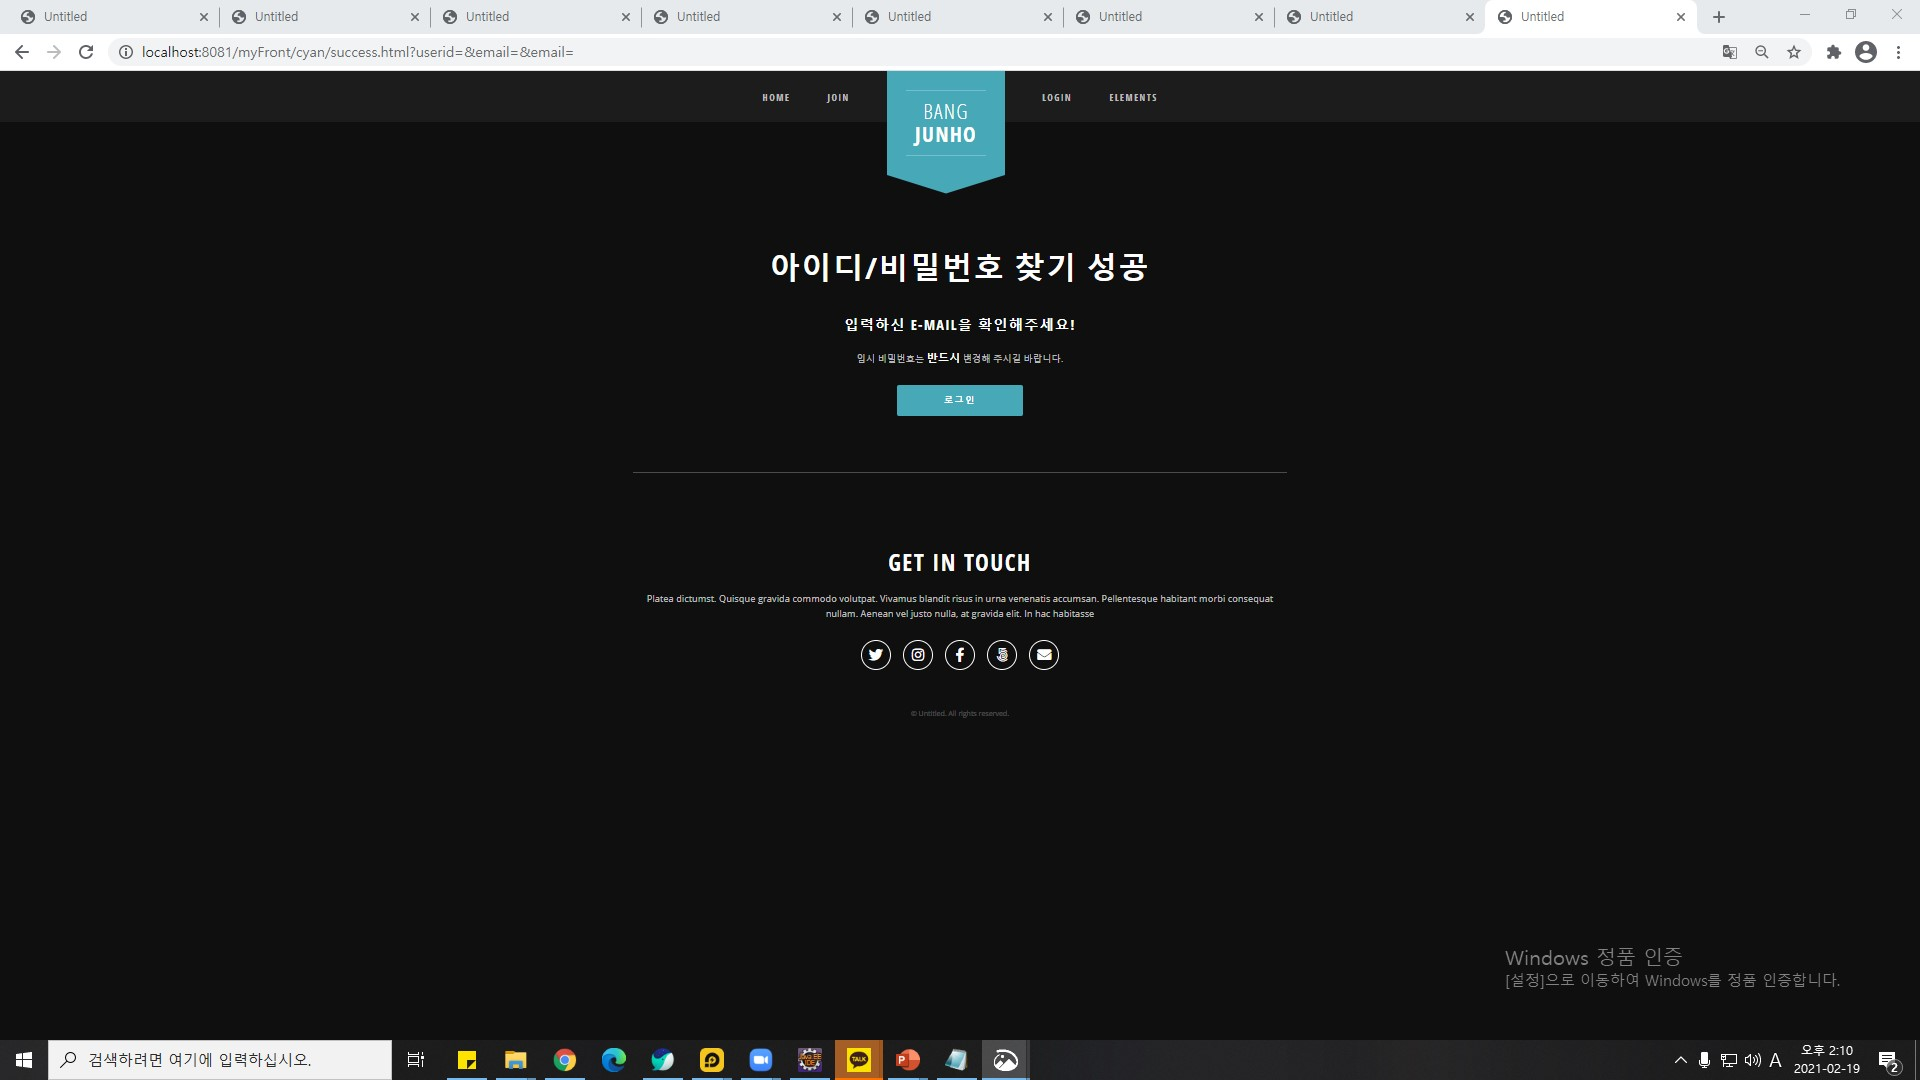 Untitled
Untitled
Untitled
Untitled
Untitled
Untitled
Untitled
Untitled
localhost:8081/myFront/cyan/success.html?userid=&email=&email=
HOME
JOIN
BANG
JUNHO
LOGIN
ELEMENTS
아이디/비밀번호 찾기 성공
입력하신 E-MAIL을 확인해주세요!
임시 비밀번호는 반드시 변경해 주시길 바랍니다.
로그인
GET IN TOUCH
Platea dictumst. Quisque gravida commodo volutpat. Vivamus blandit risus in urna venenatis accumsan. Pellentesque habitant morbi consequat
nullam. Aenean vel justo nulla, at gravida elit. In hac habitasse
© Untitled. All rights reserved.
Windows 정품 인증
[설정]으로 이동하여 Windows를 정품 인증합니다.
검색하려면 여기에 입력하십시오.
Java EE
IDE
TALK
A
오후 2:10
2021-02-19
2